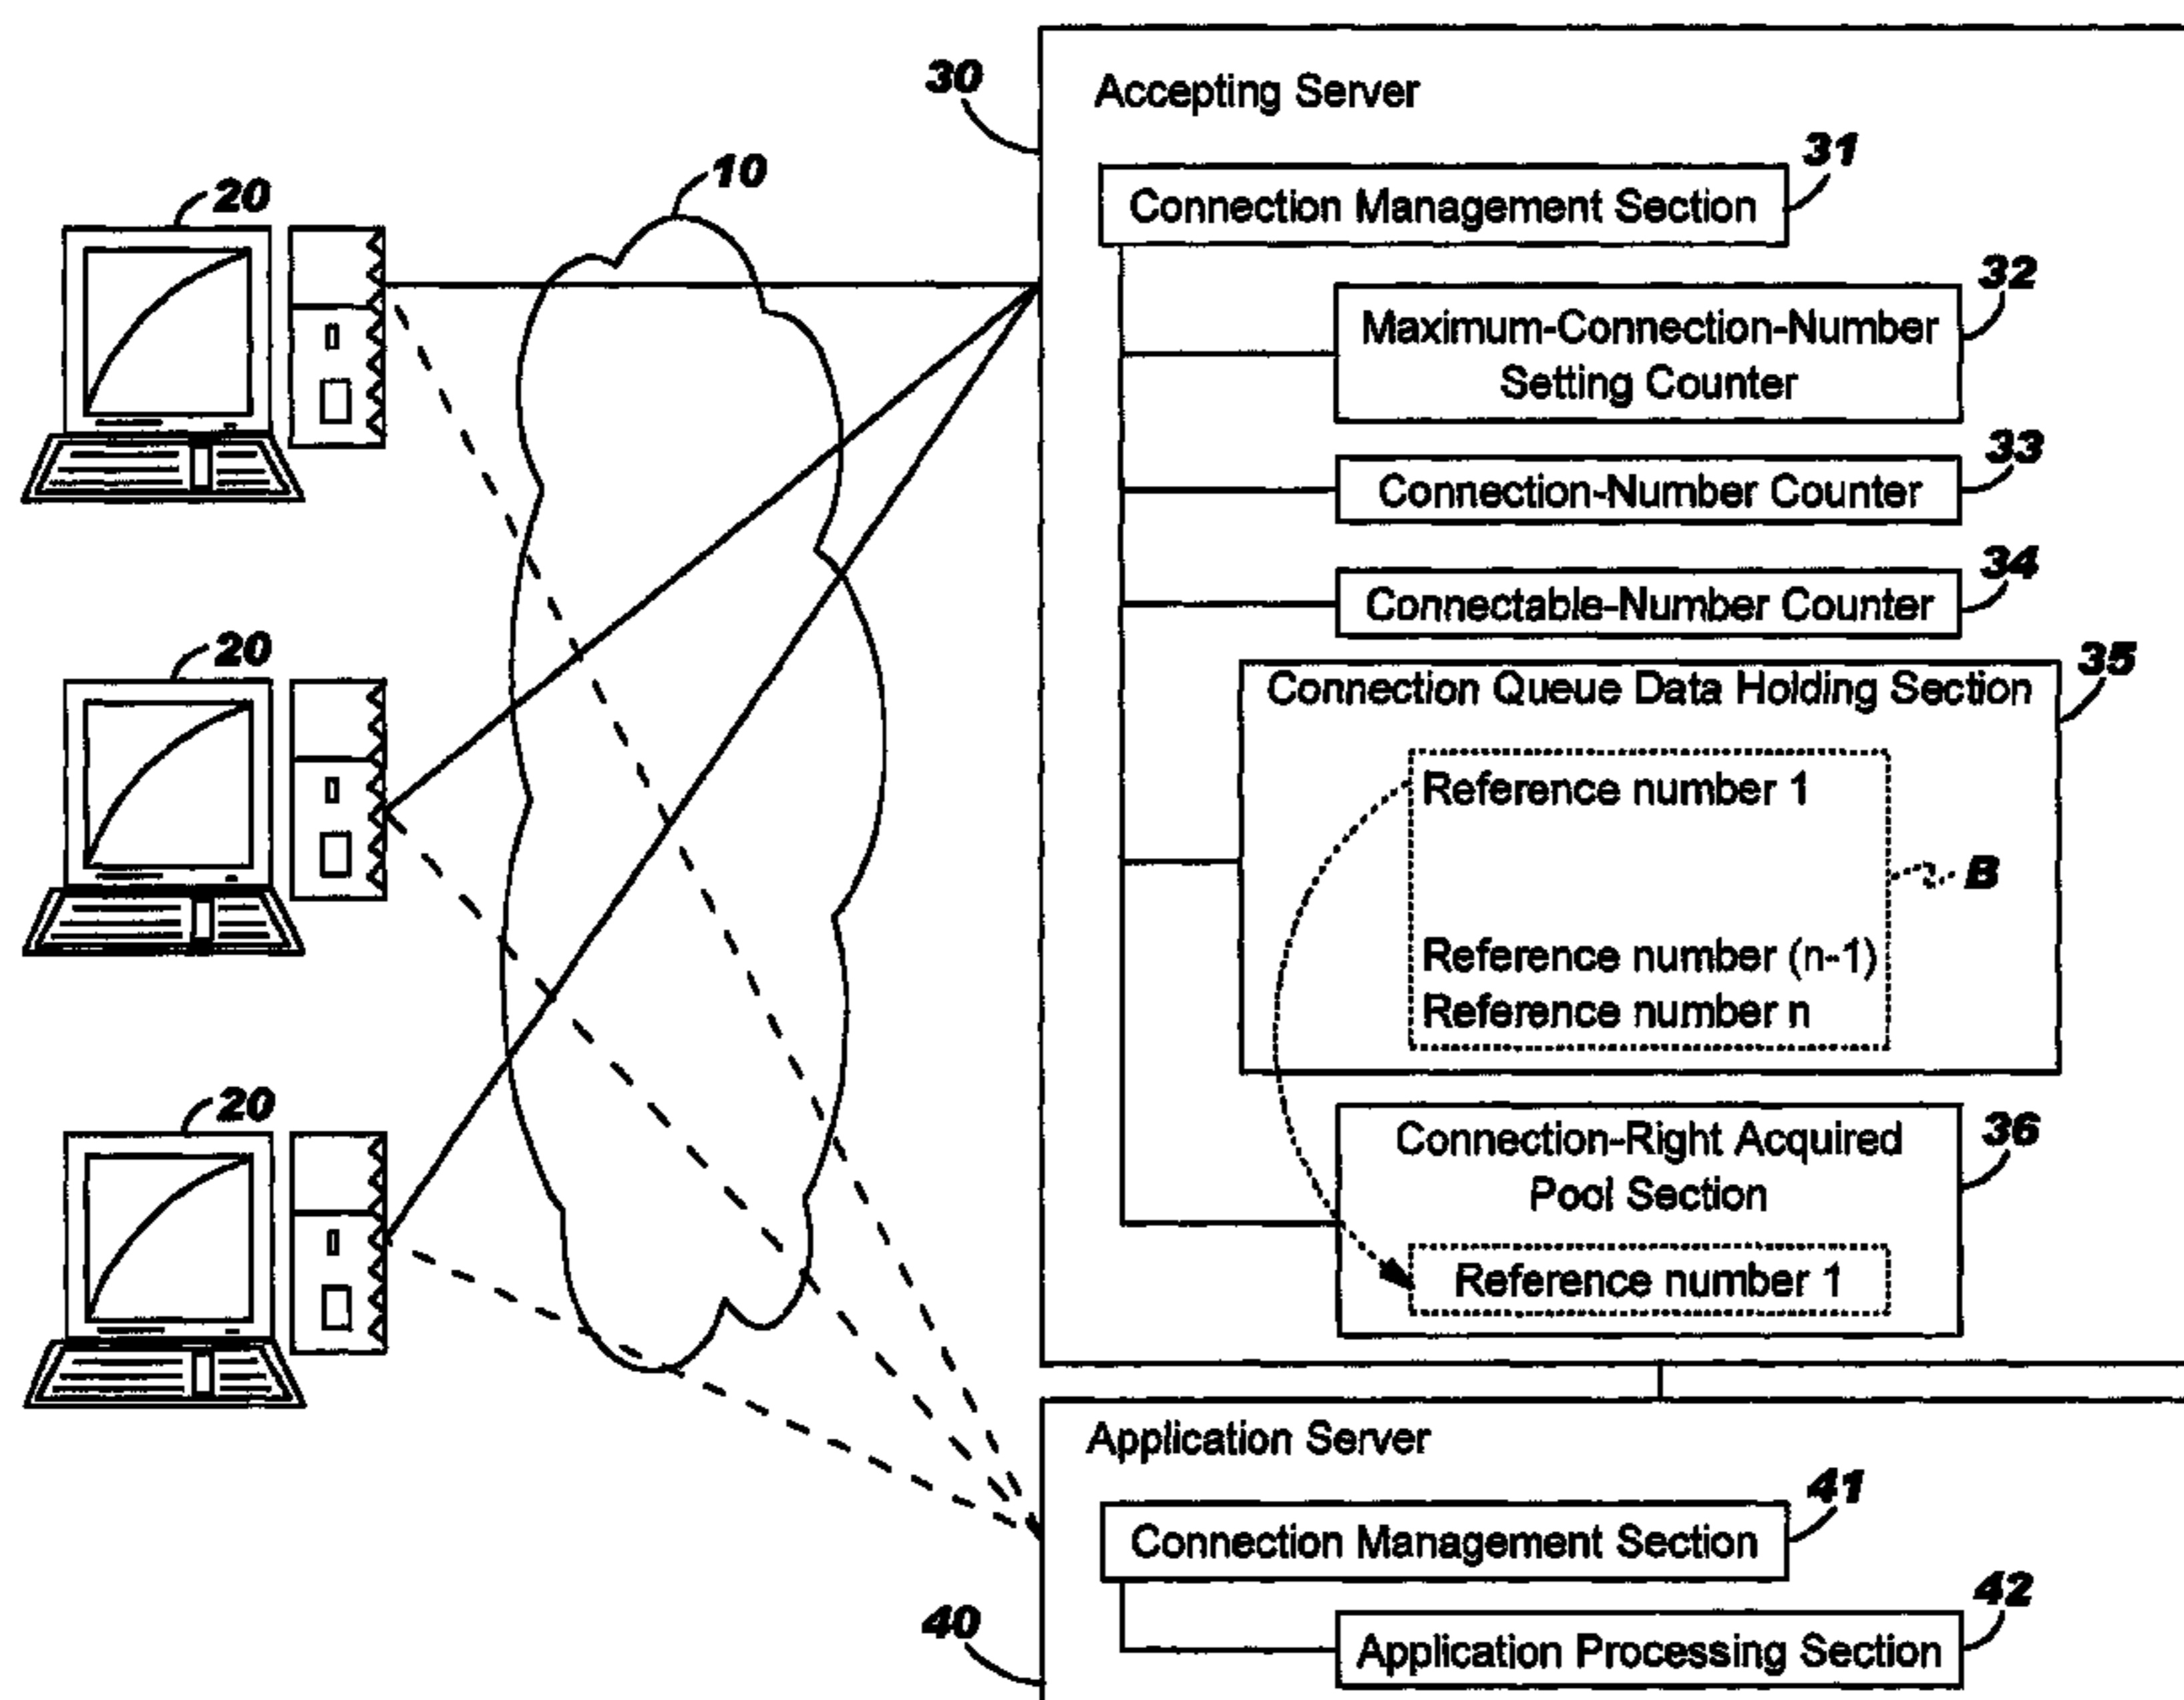 30
Accepting Server
31
Connection Management Section
10
20
32
Maximum-Connection-Number
Setting Counter
33
Connection-Number Counter
34
Connectable-Number Counter
20
35
Connection Queue Data Holding Section
Reference number 1
B
Reference number (n-1)
Reference number n
20
36
Connection-Right Acquired
Pool Section
Reference number 1
Application Server
41
Connection Management Section
40
42
Application Processing Section